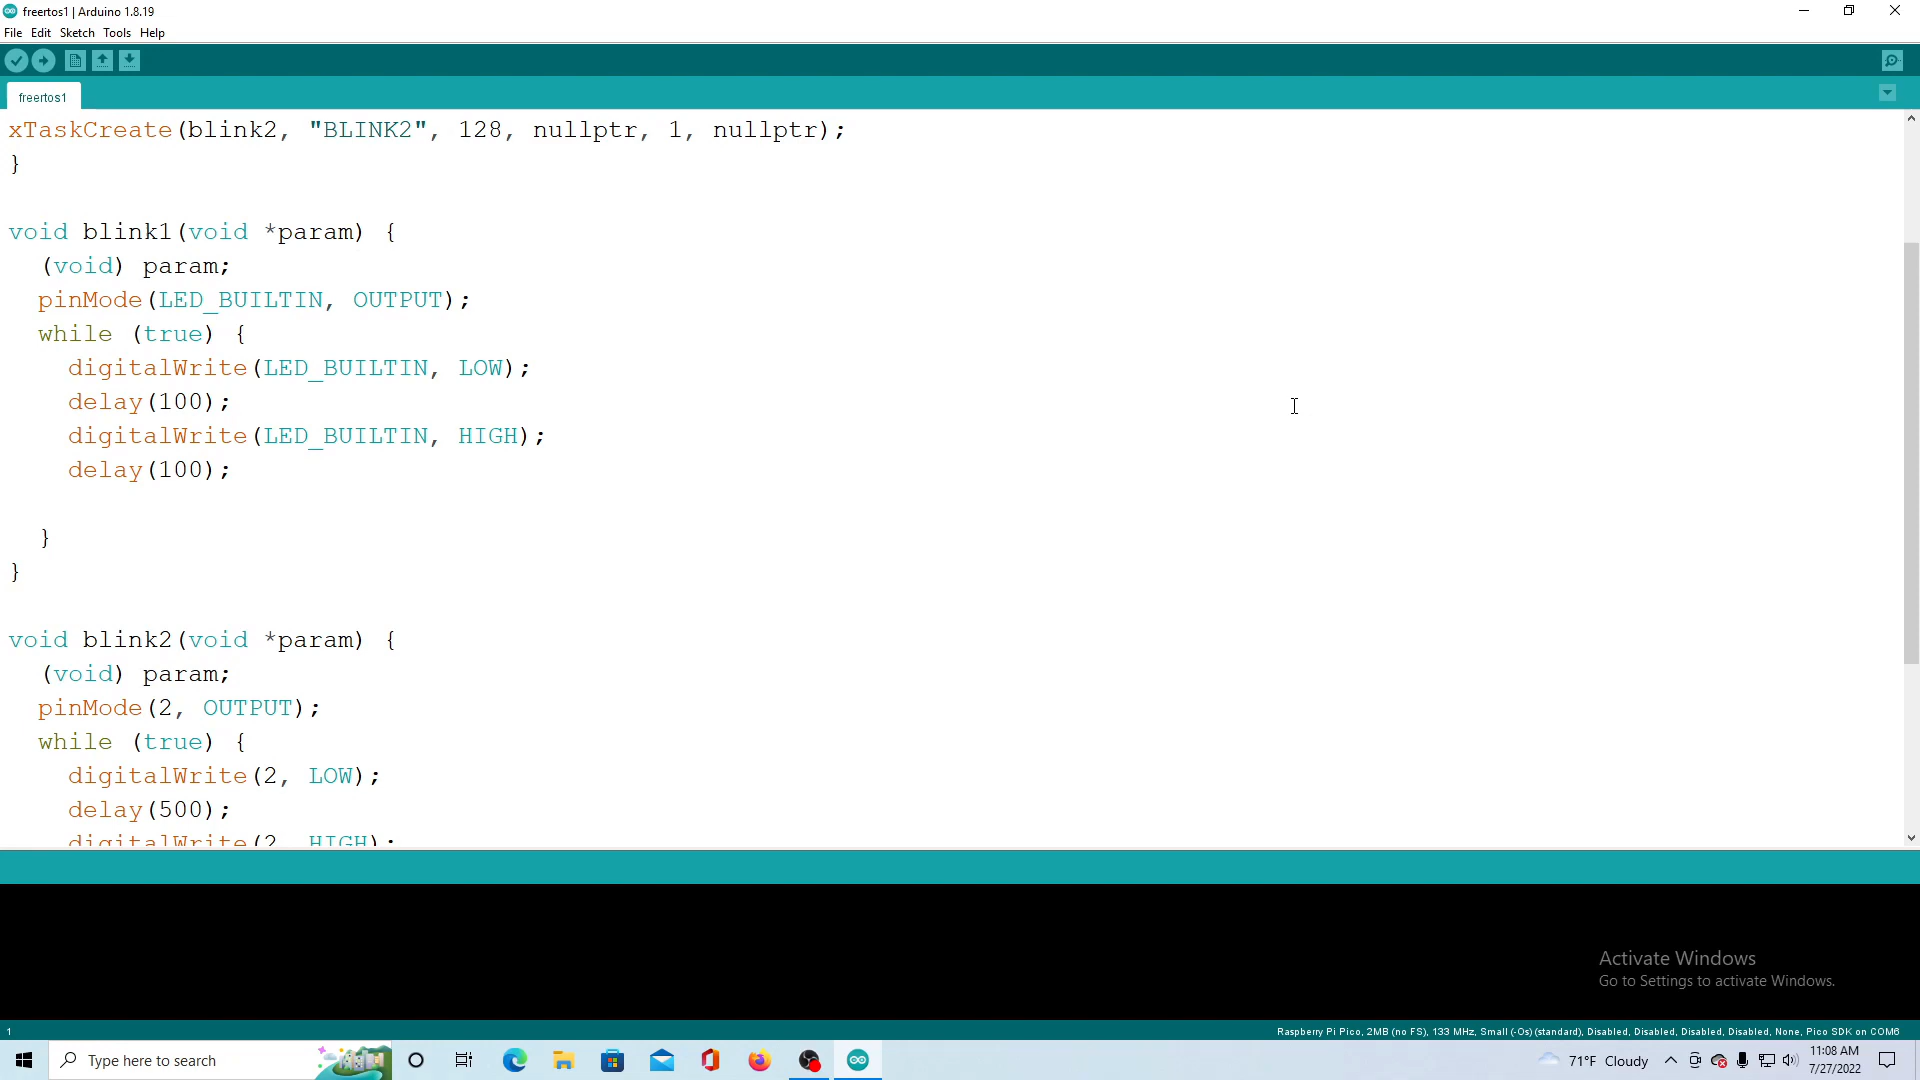 freertos1 | Arduino 1.8.19
File Edit Sketch Tools Help
freertos1
xTaskCreate(blink2, "BLINK2", 128, nullptr, 1, nullptr);
}
void blink1(void *param) {
(void) param;
pinMode(LED_BUILTIN, OUTPUT);
while (true) {
digitalWrite(LED_BUILTIN, LOW);
delay(100);
digitalWrite(LED_BUILTIN, HIGH);
delay(100);
}
}
void blink2(void *param) {
(void) param;
pinMode(2, OUTPUT);
while (true) {
digitalWrite(2, LOW);
delay(500);
digitalWrite(2, HIGH);
Activate Windows
Go to Settings to activate Windows.
1
Raspberry Pi Pico, 2MB (no FS), 133 MHz, Small (-Os) (standard), Disabled, Disabled, Disabled, Disabled, None, Pico SDK on COM6
Type here to search
71°F Cloudy
11:08 AM
7/27/2022